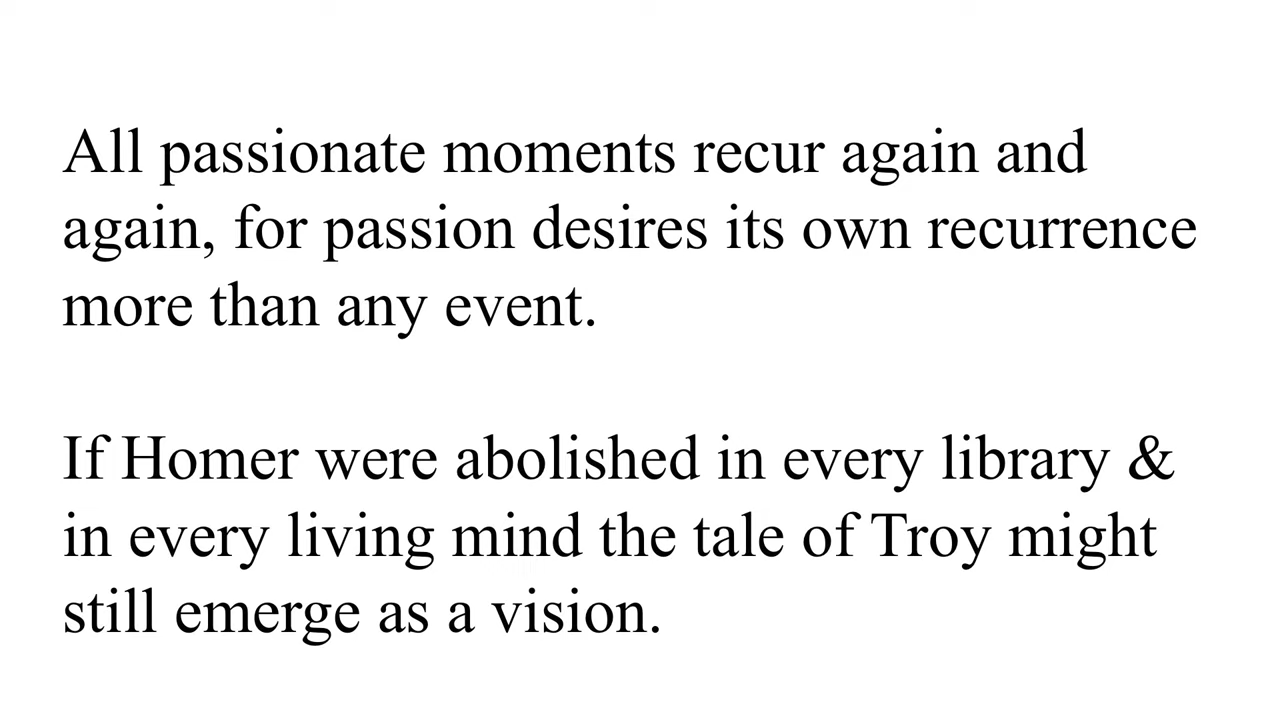 All passionate moments recur again and
again, for passion desires its own recurrence
more than any event.
If Homer were abolished in every library &
in every living mind the tale of Troy might
still emerge as a vision.